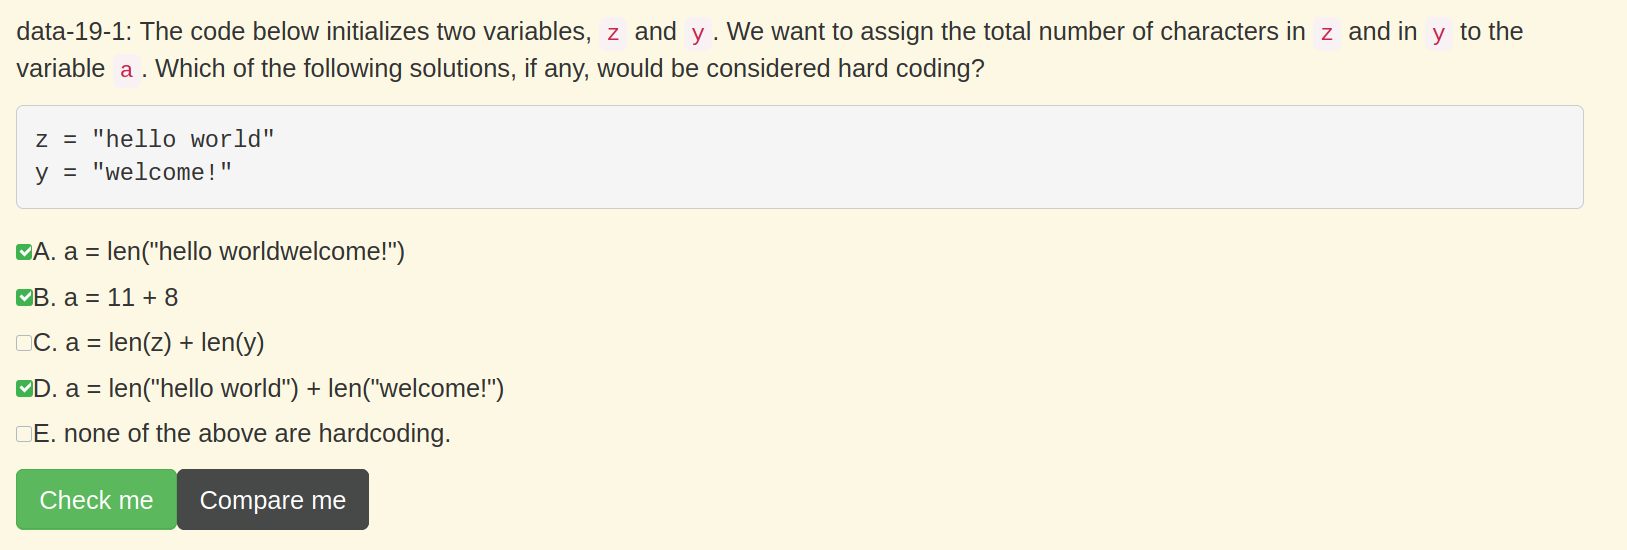 data-19-1: The code below initializes two variables, z and y. We want to assign the total number of characters in z and in y to the
variable a. Which of the following solutions, if any, would be considered hard coding?
z = "hello world"
y = "welcome!"
A. a = len("hello worldwelcome!")
B. a = 11 + 8
C. a = len(z) + len(y)
D. a = len("hello world") + len("welcome!")
E. none of the above are hardcoding.
Check me Compare me